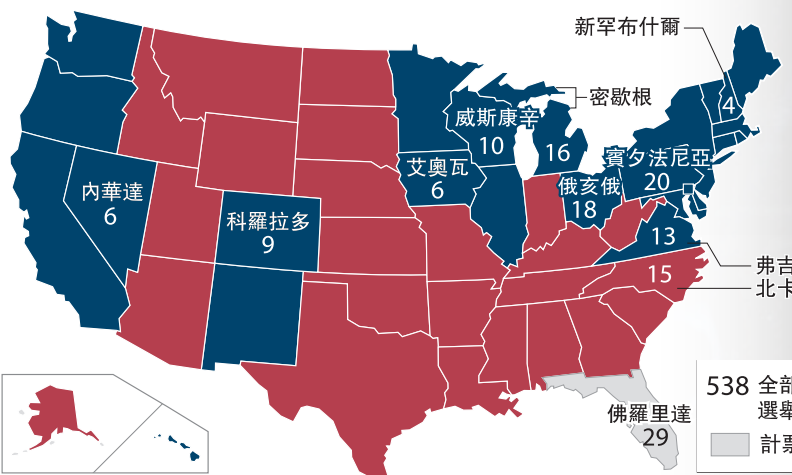 新罕布什爾
4
密歇根
威斯康辛
10
16
賓夕法尼亞
20
艾奧瓦
6
俄亥俄
18
內華達
6
科羅拉多
9
13
弗吉
15
北卡
538 全部
選舉
佛羅里達
29
計票